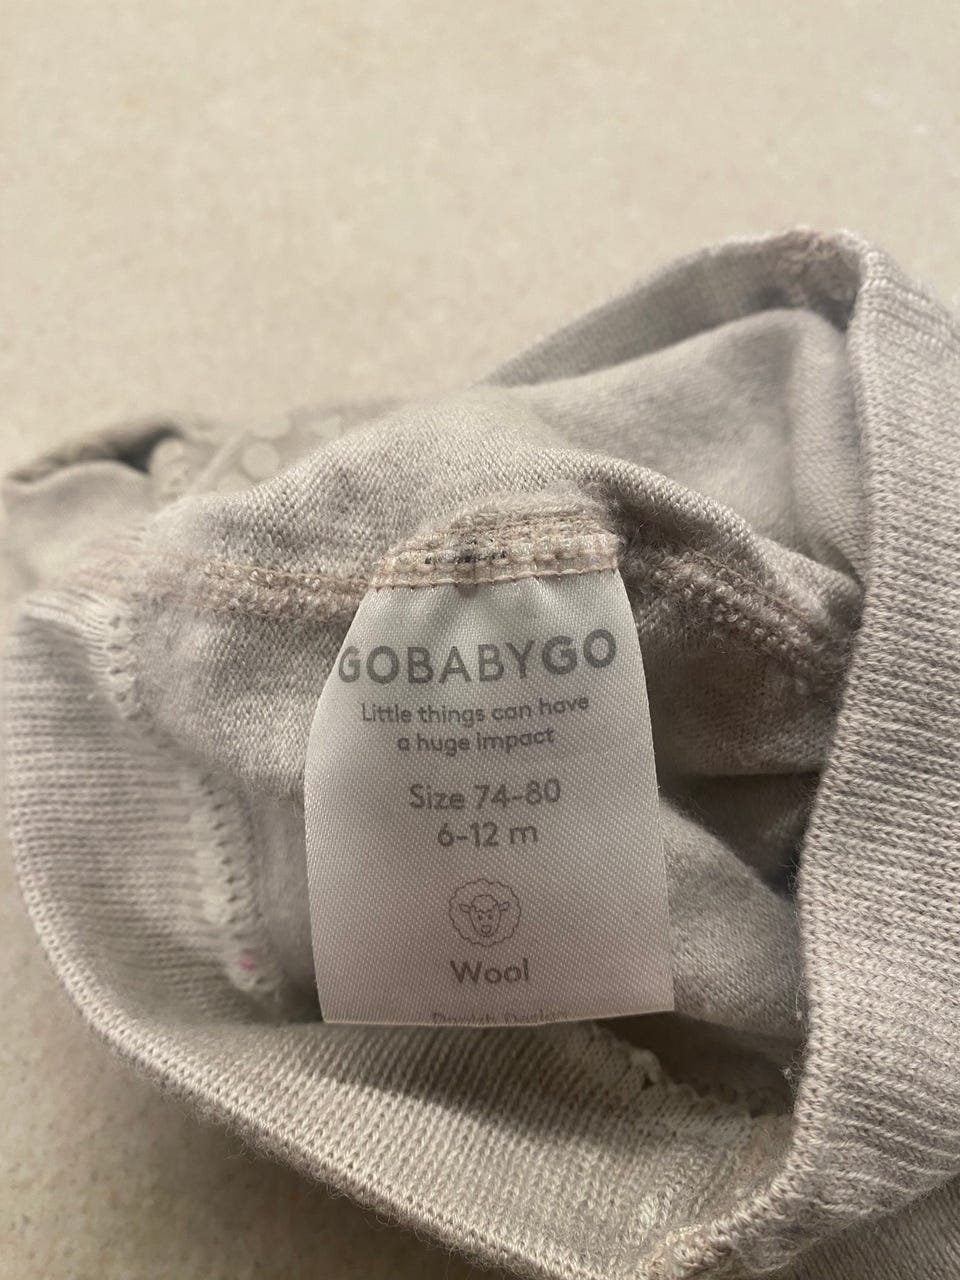 GOBABYGO
Little things can have
a huge impact
Size 74-80
6-12 m
Wool